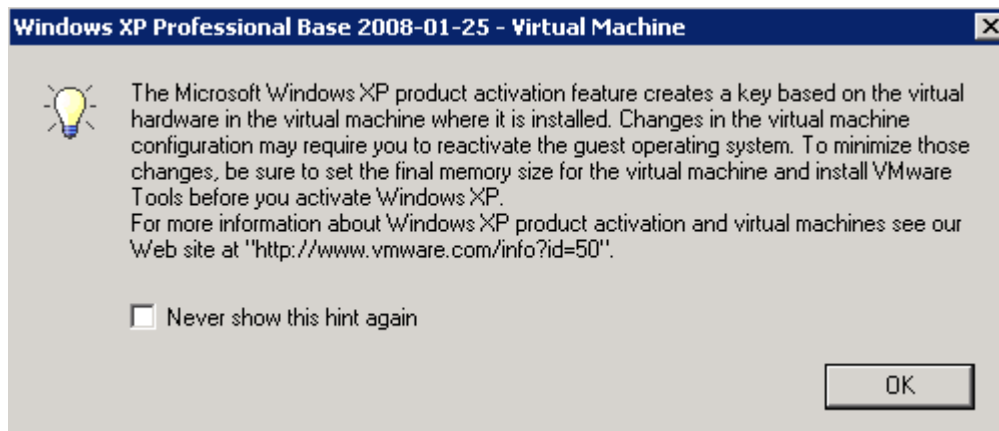 Windows XP Professional Base 2008-01-25 - Virtual Machine
The Microsoft Windows XP product activation feature creates a key based on the virtual
hardware in the virtual machine where it is installed. Changes in the virtual machine
configuration may require you to reactivate the guest operating system. To minimize those
changes, be sure to set the final memory size for the virtual machine and install VMware
Tools before you activate Windows XP.
For more information about Windows XP product activation and virtual machines see our
Web site at "http://www.vmware.com/info?id=50".
Never show this hint again
OK